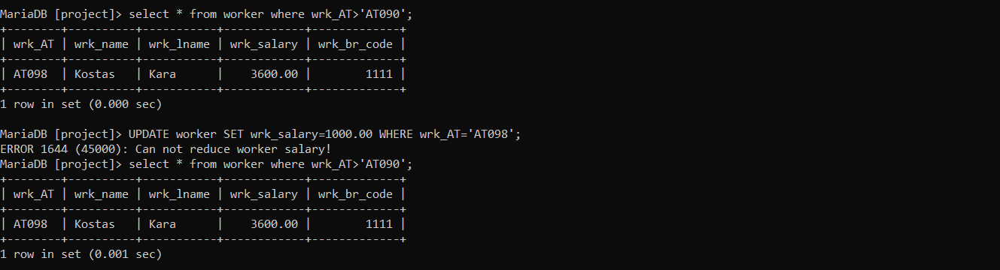 MariaDB [project]> select * from worker where wrk_AT>'AT090';
+--------+----------+-----------+------------+-------------+
| wrk_AT | wrk_name | wrk_lname | wrk_salary | wrk_br_code |
+--------+----------+-----------+------------+-------------+
| AT098  | Kostas   | Kara      |    3600.00 |        1111 |
+--------+----------+-----------+------------+-------------+
1 row in set (0.000 sec)

MariaDB [project]> UPDATE worker SET wrk_salary=1000.00 WHERE wrk_AT='AT098';
ERROR 1644 (45000): Can not reduce worker salary!
MariaDB [project]> select * from worker where wrk_AT>'AT090';
+--------+----------+-----------+------------+-------------+
| wrk_AT | wrk_name | wrk_lname | wrk_salary | wrk_br_code |
+--------+----------+-----------+------------+-------------+
| AT098  | Kostas   | Kara      |    3600.00 |        1111 |
+--------+----------+-----------+------------+-------------+
1 row in set (0.001 sec)